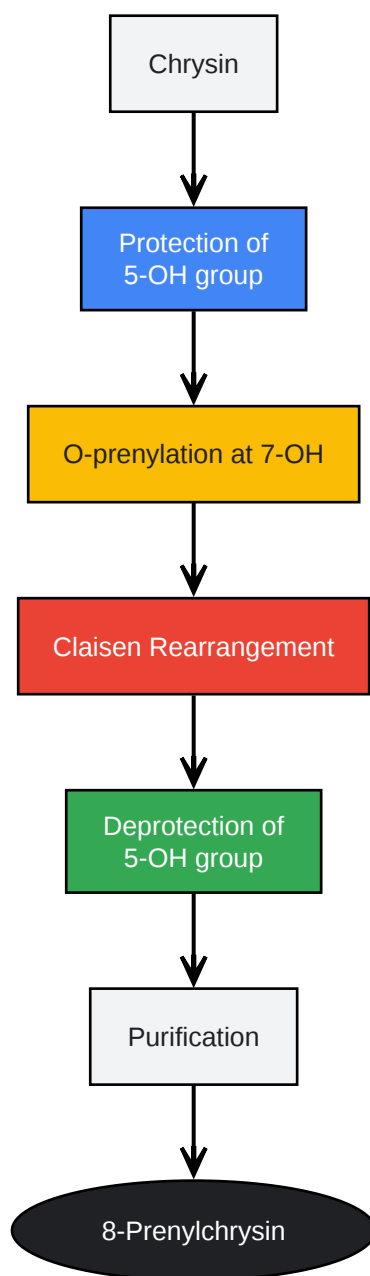 Chrysin
Protection of
5-OH group
O-prenylation at 7-OH
Claisen Rearrangement
Deprotection of
5-OH group
Purification
8-Prenylchrysin